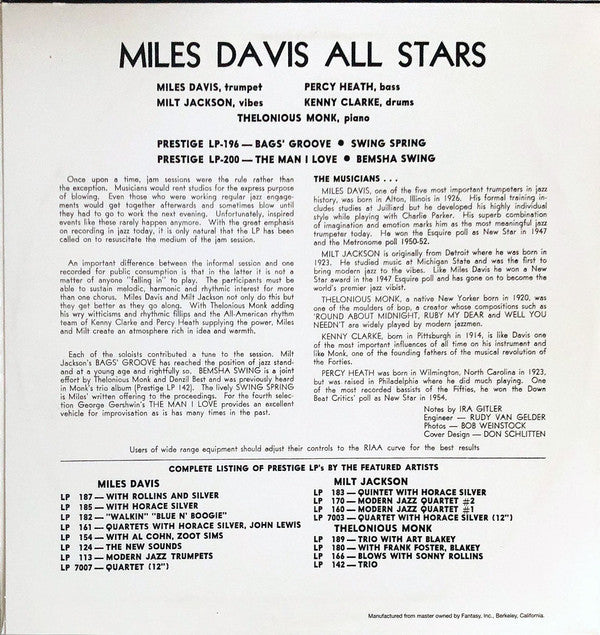 MILES DAVIS ALL STARS
MILES DAVIS, trumpet PERCY HEATH, bass
MILT JACKSON, vibes KENNY CLARKE, drums
THELONIOUS MONK, piano
PRESTIGE LP-196 — BAGS' GROOVE ● SWING SPRING
PRESTIGE LP-200 — THE MAN I LOVE ● BEMSHA SWING
Once upon a time, jam sessions were the rule rather than
the exception. Musicians would rent studios for the express purpose
of blowing. Even those who were working regular jazz engage-
ments would get together afterwards and sometimes blow until
they had to go to work the next evening. Unfortunately, inspired
events like these rarely happen anymore. With the great emphasis
on recording in jazz today, it is only natural that the LP has been
called on to resuscitate the medium of the jam session.
An important difference between the informal session and one
recorded for public consumption is that in the latter it is not a
matter of anyone "falling in" to play. The participants must be
able to sustain melodic, harmonic and rhythmic interest for more
than one chorus. Miles Davis and Milt Jackson not only do this but
they get better as they go along. With Thelonious Monk adding
his wry witticisms and rhythmic fillips and the All-American rhythm
team of Kenny Clarke and Percy Heath supplying the power, Miles
and Milt create an atmosphere rich in idea and warmth.
Each of the soloists contributed a tune to the session. Milt
Jackson's BAGS' GROOVE has reached the position of jazz stand-
and at a young age and rightfully so. BEMSHA SWING is a joint
effort by Thelonious Monk and Denzil Best and was previously heard
in Monk's trio album [Prestige LP 142]. The lively SWING SPRING
is Miles' written offering to the proceedings. For the fourth selec-
tion George Gershwin's THE MAN I LOVE provides an excellent
vehicle for improvisation as is has many times in the past.
THE MUSICIANS . . .
MILES DAVIS, one of the five most important trumpeters in jazz
history, was born in Alton, Illinois in 1926. His formal training in-
cludes studies at Juilliard but he developed his highly individual
style while playing with Charlie Parker. His superb combination
of imagination and emotion marks him as the most meaningful jazz
trumpeter today. He won the Esquire poll as New Star in 1947
and the Metronome poll 1950-52.
MILT JACKSON is originally from Detroit where he was born in
1923. He studied music at Michigan State and was the first to
bring modern jazz to the vibes. Like Miles Davis he won a New
Star award in the 1947 Esquire poll and has gone on to become the
world's premier jazz vibist.
THELONIOUS MONK, a native New Yorker born in 1920, was
one of the moulders of bop, a creator whose compositions such as
'ROUND ABOUT MIDNIGHT, RUBY MY DEAR and WELL YOU
NEEDN'T are widely played by modern jazzmen.
KENNY CLARKE, born in Pittsburgh in 1914, is like Davis one
of the most important influences of all time on his instrument and
like Monk, one of the founding fathers of the musical revolution of
the Forties.
PERCY HEATH was born in Wilmington, North Carolina in 1923,
but was raised in Philadelphia where he did much playing. One
of the most recorded bassists of the Fifties, he won the Down
Beat Critics' poll as New Star in 1954.
Notes by IRA GITLER
Engineer — RUDY VAN GELDER
Photos — BOB WEINSTOCK
Cover Design — DON SCHLITTEN
Users of wide range equipment should adjust their controls to the RIAA curve for the best results
COMPLETE LISTING OF PRESTIGE LP's BY THE FEATURED ARTISTS
MILES DAVIS
LP 187 — WITH ROLLINS AND SILVER
LP 185 — WITH HORACE SILVER
LP 182 — "WALKIN" "BLUE N' BOOGIE"
LP 161 — QUARTETS WITH HORACE SILVER, JOHN LEWIS
LP 154 — WITH AL COHN, ZOOT SIMS
LP 124 — THE NEW SOUNDS
LP 113 — MODERN JAZZ TRUMPETS
LP 7007 — QUARTET (12")
MILT JACKSON
LP 183 — QUINTET WITH HORACE SILVER
LP 170 — MODERN JAZZ QUARTET #2
LP 160 — MODERN JAZZ QUARTET #1
LP 7003 — QUARTET WITH HORACE SILVER (12")
THELONIOUS MONK
LP 189 — TRIO WITH ART BLAKEY
LP 180 — WITH FRANK FOSTER, BLAKEY
LP 166 — BLOWS WITH SONNY ROLLINS
LP 142 — TRIO
Manufactured from master owned by Fantasy, Inc., Berkeley, California.